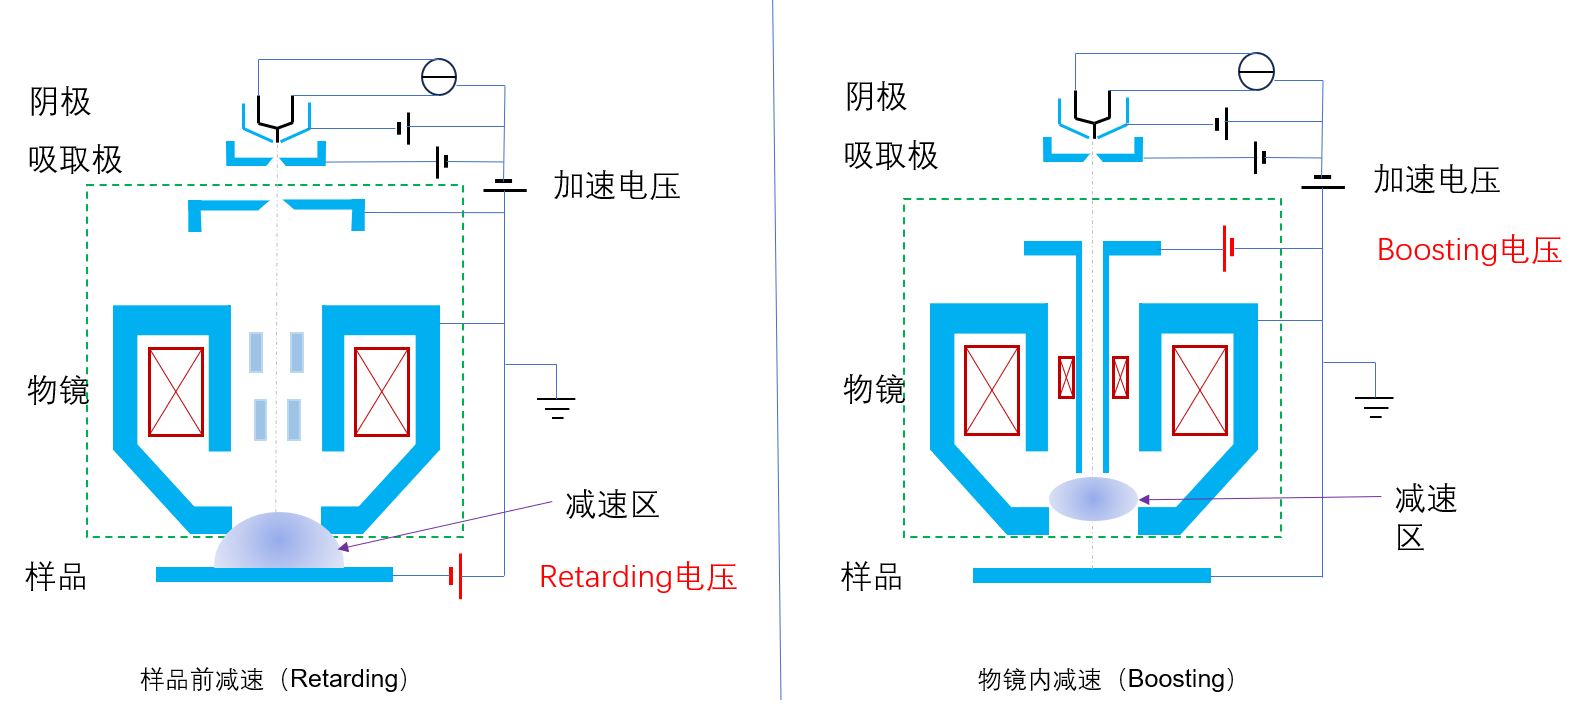 阴极
吸取极
加速电压
物镜
减速区
样品
Retarding电压
样品前减速（Retarding）
阴极
吸取极
加速电压
Boosting电压
物镜
减速
区
样品
物镜内减速（Boosting）